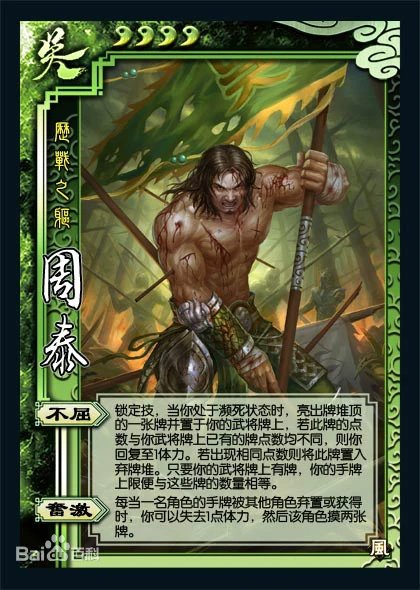 吴
歷戰之軀
周泰
不屈
锁定技，当你处于濒死状态时，亮出牌堆顶
的一张牌并置于你的武将牌上，若此牌的点
数与你武将牌上已有的牌点数均不同，则你
回复至1体力。若出现相同点数则将此牌置入
弃牌堆。只要你的武将牌上有牌，你的手牌
上限便与这些牌的数量相等。
奮激
每当一名角色的手牌被其他角色弃置或获得
时，你可以失去1点体力，然后该角色摸两张
牌。
風
Baidu百科